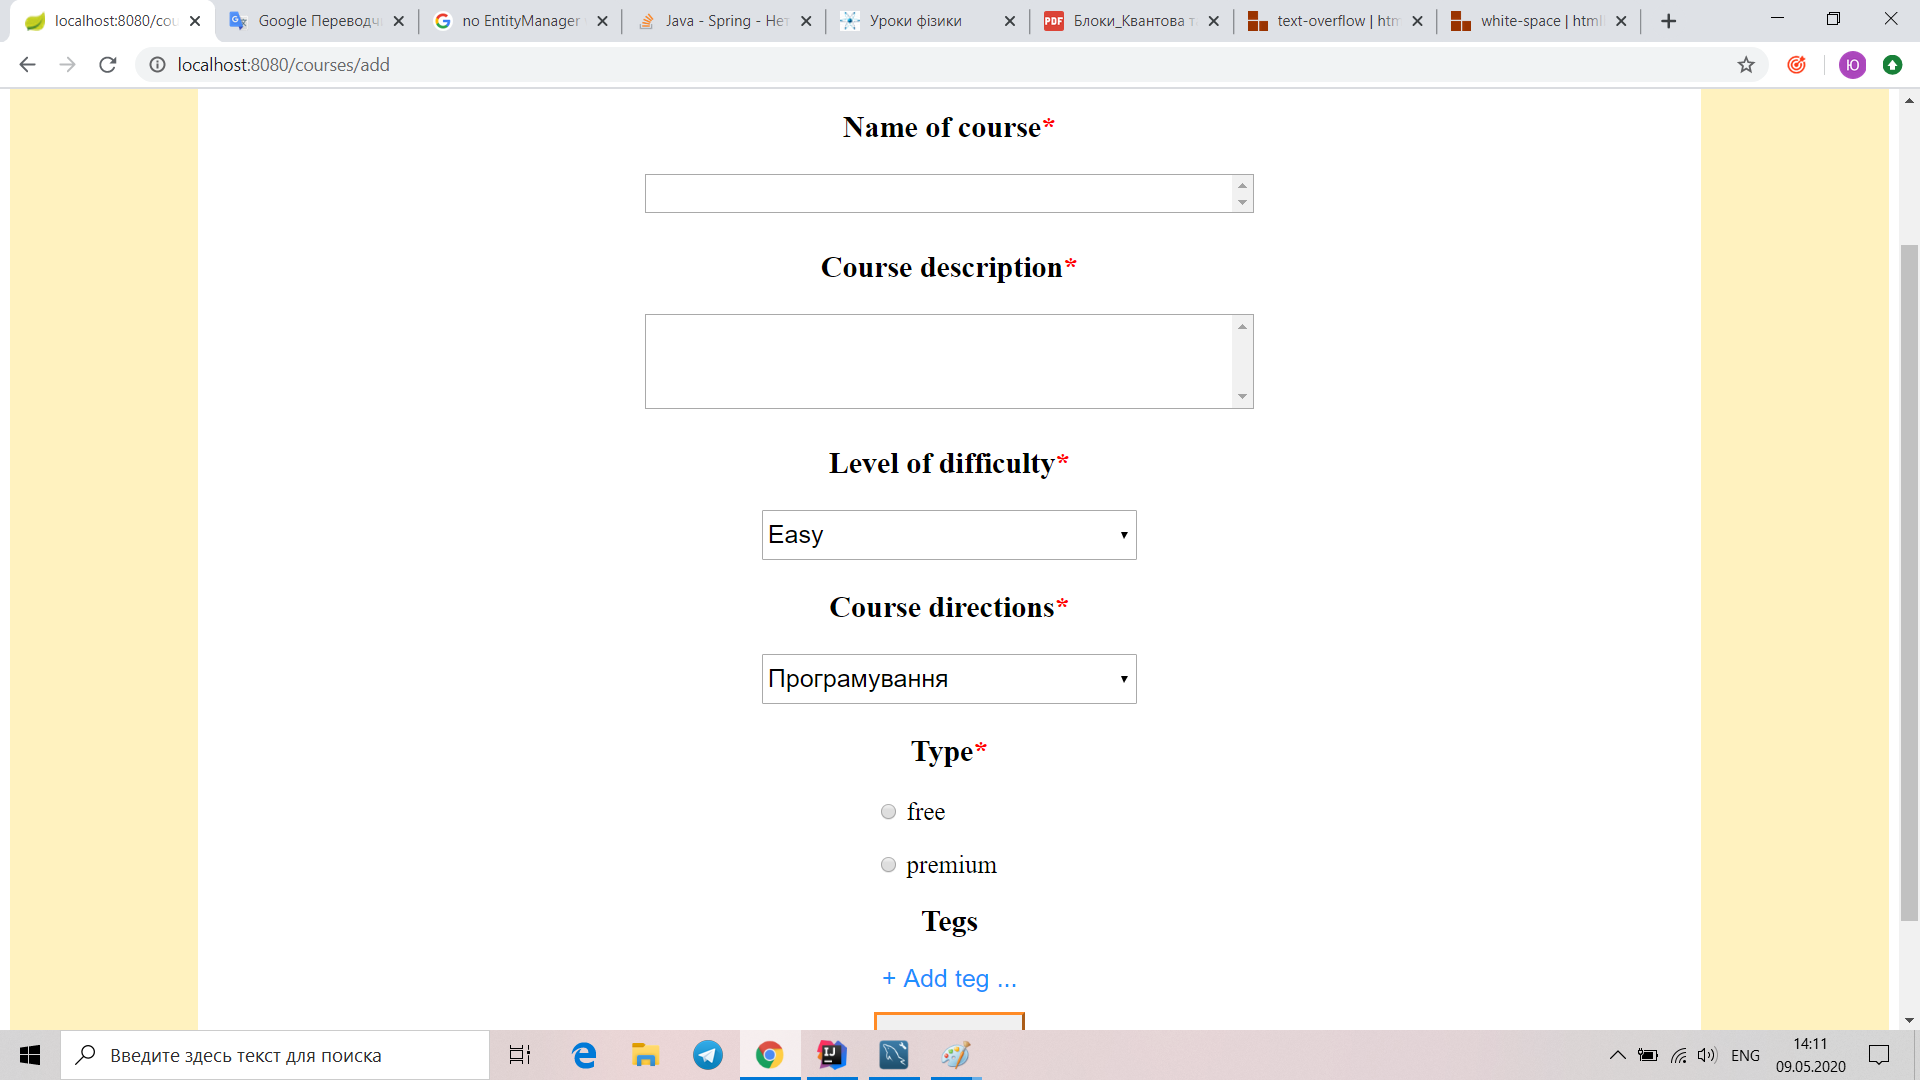 localhost:8080/cou
Google Перевод
no EntityManager
Java - Spring - Нет
Уроки фізики
Блоки_Квантова т
text-overflow | htm
white-space | html
localhost:8080/courses/add
Ю
Name of course*
Course description*
Level of difficulty*
Easy
Course directions*
Програмування
Type*
free
premium
Tegs
+ Add teg ...
Введите здесь текст для поиска
ENG
14:11
09.05.2020